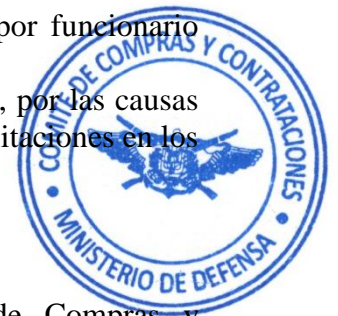 por funcionario
, por las causas
itaciones en los
de Compras y
COMITÉ DE COMPRAS Y CONTRATACIONES
• MINISTERIO DE DEFENSA •